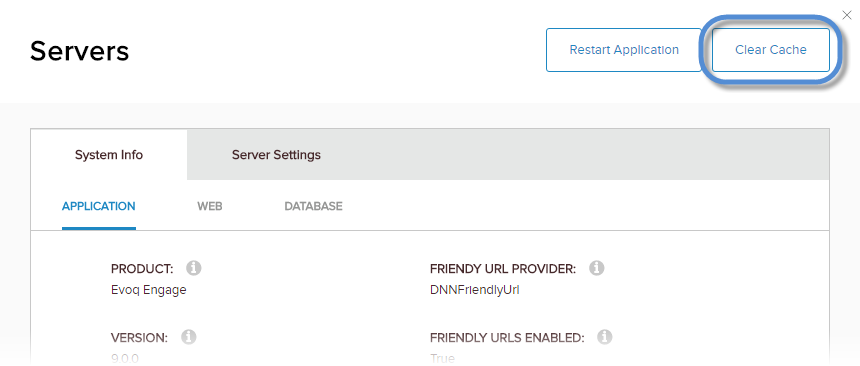 Servers
Restart Application
Clear Cache
System Info
Server Settings
APPLICATION
WEB
DATABASE
PRODUCT:
FRIENDY URL PROVIDER:
Evoq Engage
DNNFriendlyUrl
VERSION:
FRIENDLY URLS ENABLED:
9.0.0
True